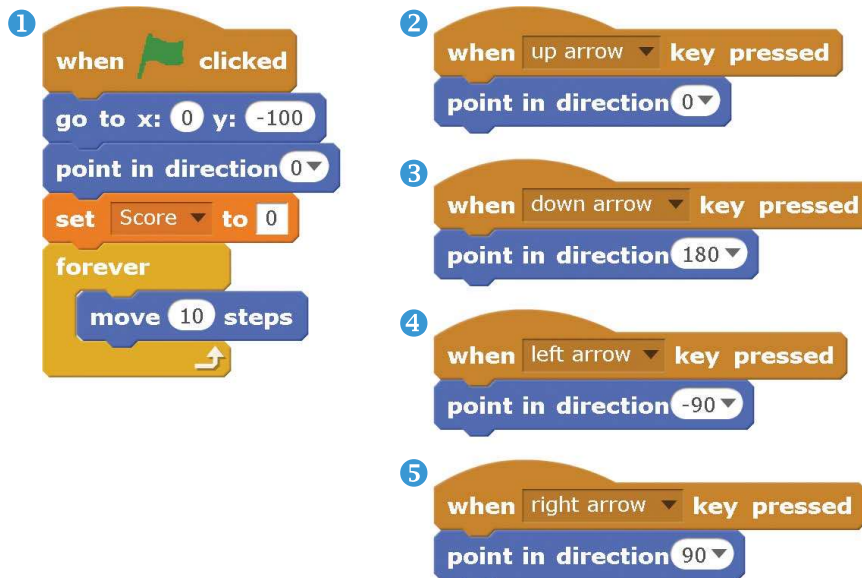 1
when clicked
go to x: 0 y: -100
point in direction 0
set Score to 0
forever
move 10 steps
2
when up arrow key pressed
point in direction 0
3
when down arrow key pressed
point in direction 180
4
when left arrow key pressed
point in direction -90
5
when right arrow key pressed
point in direction 90